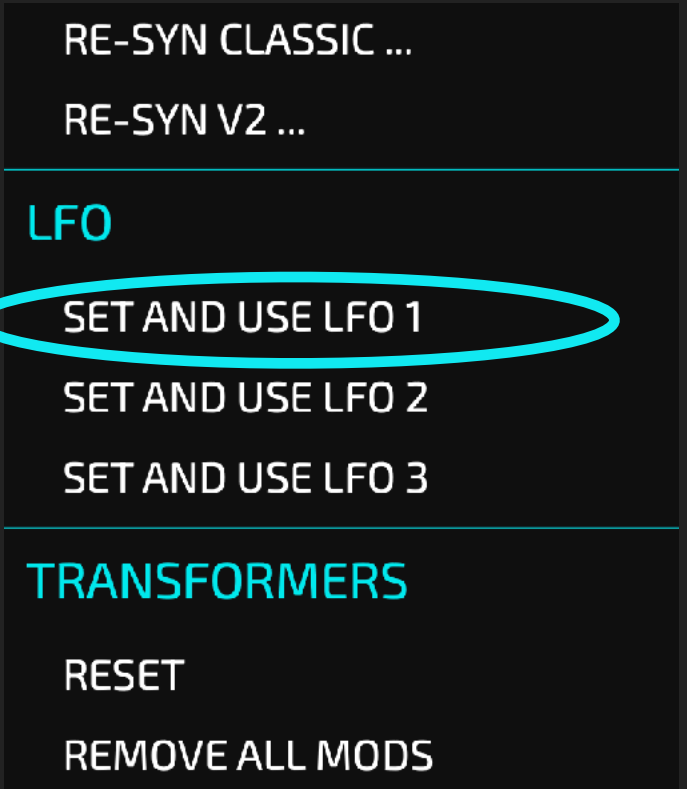 RE-SYN CLASSIC ...
RE-SYN V2 ...
LFO
SET AND USE LFO 1
SET AND USE LFO 2
SET AND USE LFO 3
TRANSFORMERS
RESET
REMOVE ALL MODS